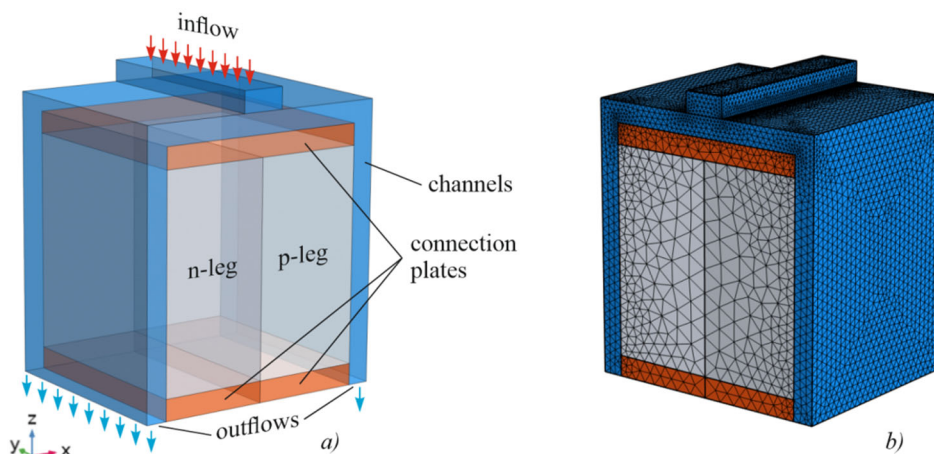 inflow
channels
n-leg
p-leg
connection
plates
z
y
x
outflows
a)
b)